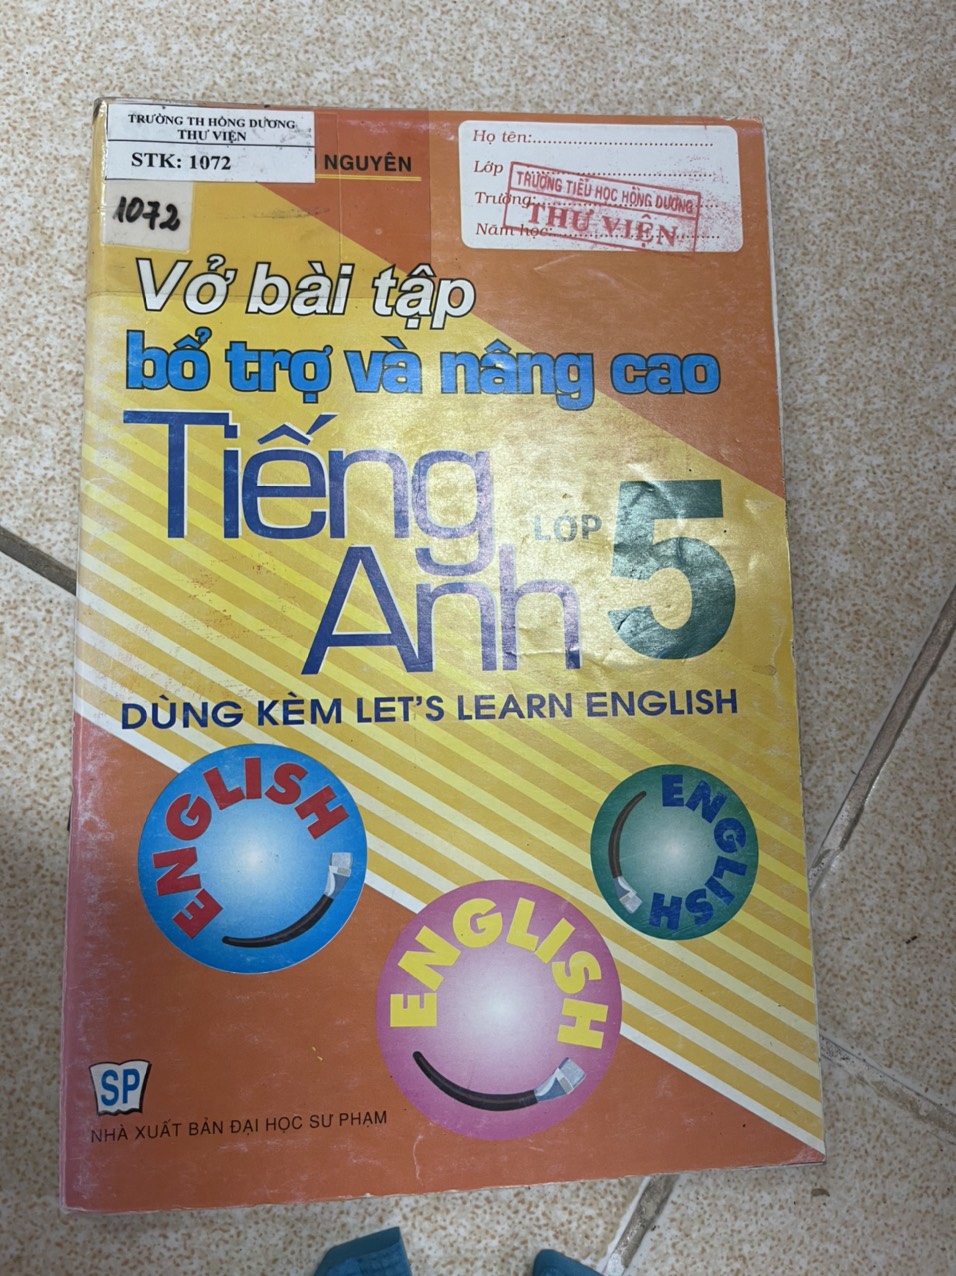 TRƯỜNG TH HỒNG DƯƠNG
THƯ VIỆN
STK: 1072
NGUYÊN
1072
Họ tên:
Lớp
Trường:
Năm học:
TRƯỜNG TIỂU HỌC HỒNG DƯƠNG
THƯ VIỆN
Vở bài tập
bổ trợ và nâng cao
Tiếng
Anh
LỚP 5
DÙNG KÈM LET'S LEARN ENGLISH
ENGLISH
ENGLISH
ENGLISH
SP
NHÀ XUẤT BẢN ĐẠI HỌC SƯ PHẠM